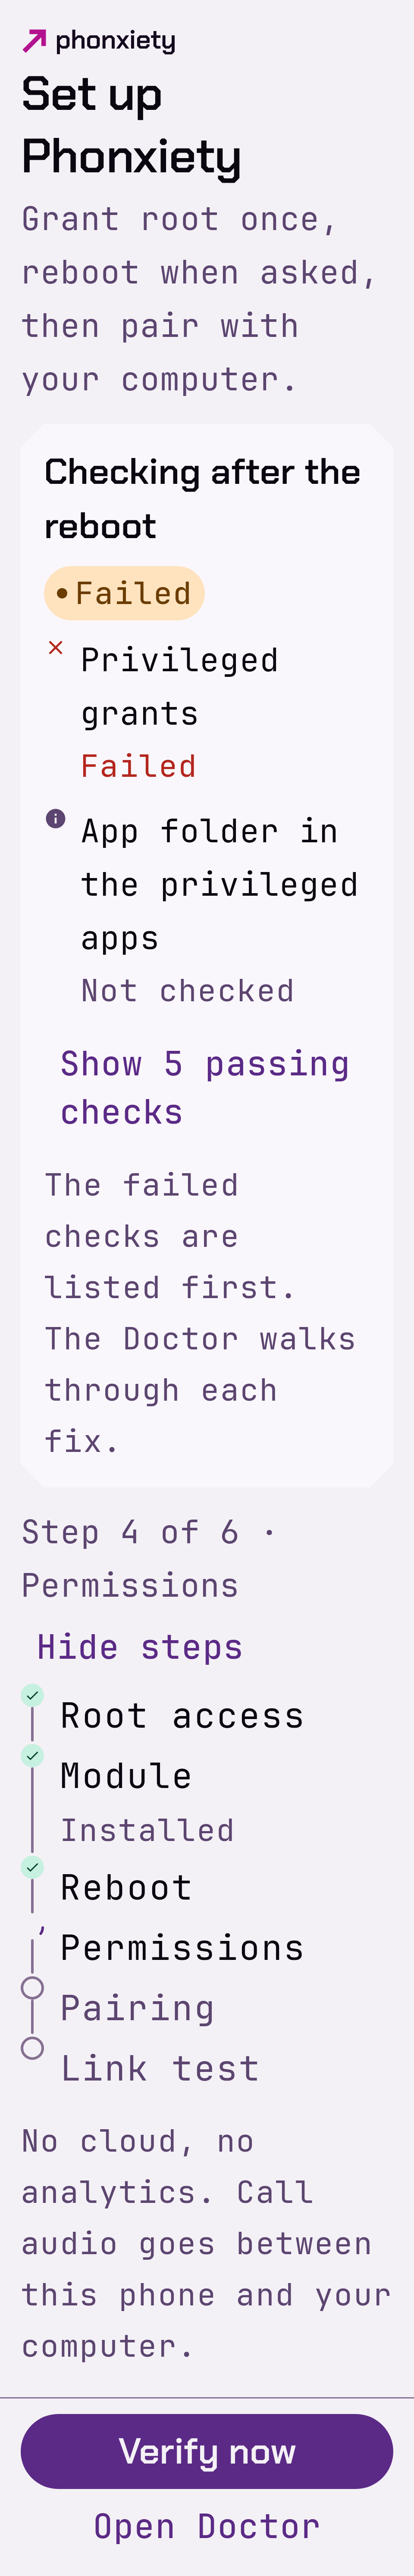 phonxiety
Set up
Phonxiety
Grant root once,
reboot when asked,
then pair with
your computer.
Checking after the
reboot
Failed
Privileged
grants
Failed
App folder in
the privileged
apps
Not checked
Show 5 passing
checks
The failed
checks are
listed first.
The Doctor walks
through each
fix.
Step 4 of 6 ·
Permissions
Hide steps
Root access
Module
Installed
Reboot
Permissions
Pairing
Link test
No cloud, no
analytics. Call
audio goes between
this phone and your
computer.
Verify now
Open Doctor